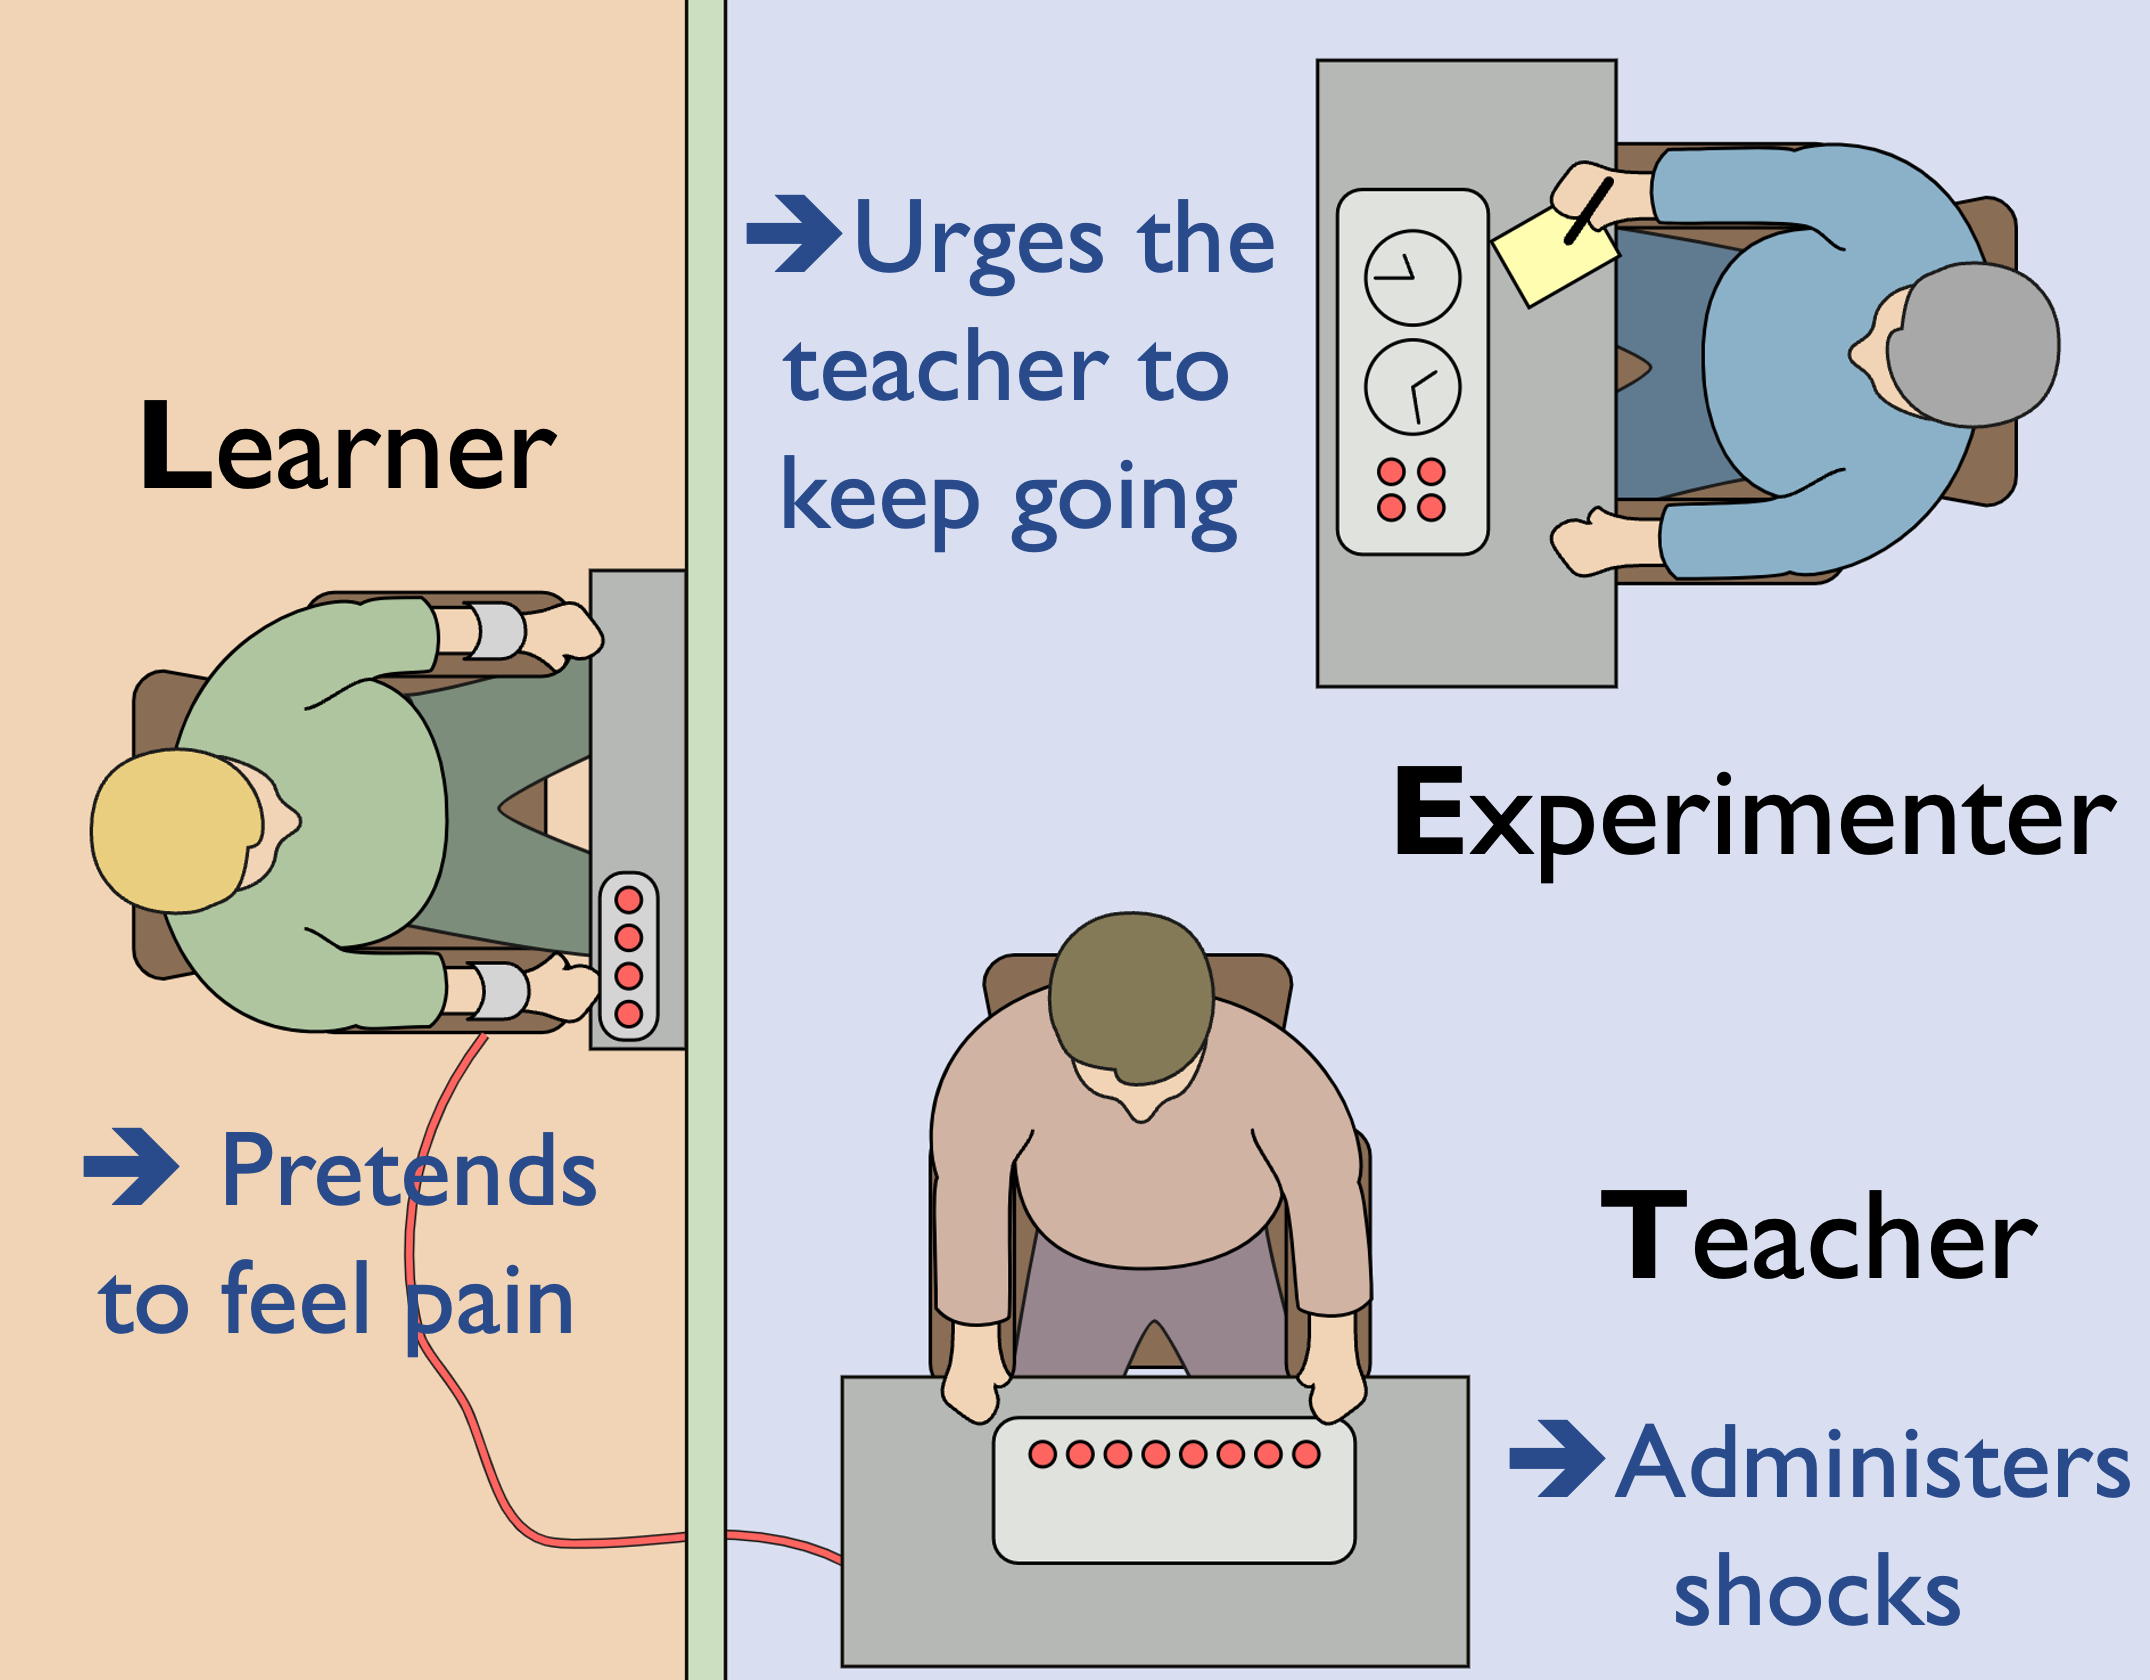 Learner
➔ Pretends
to feel pain
➔Urges the
teacher to
keep going
Experimenter
Teacher
➔Administers
shocks